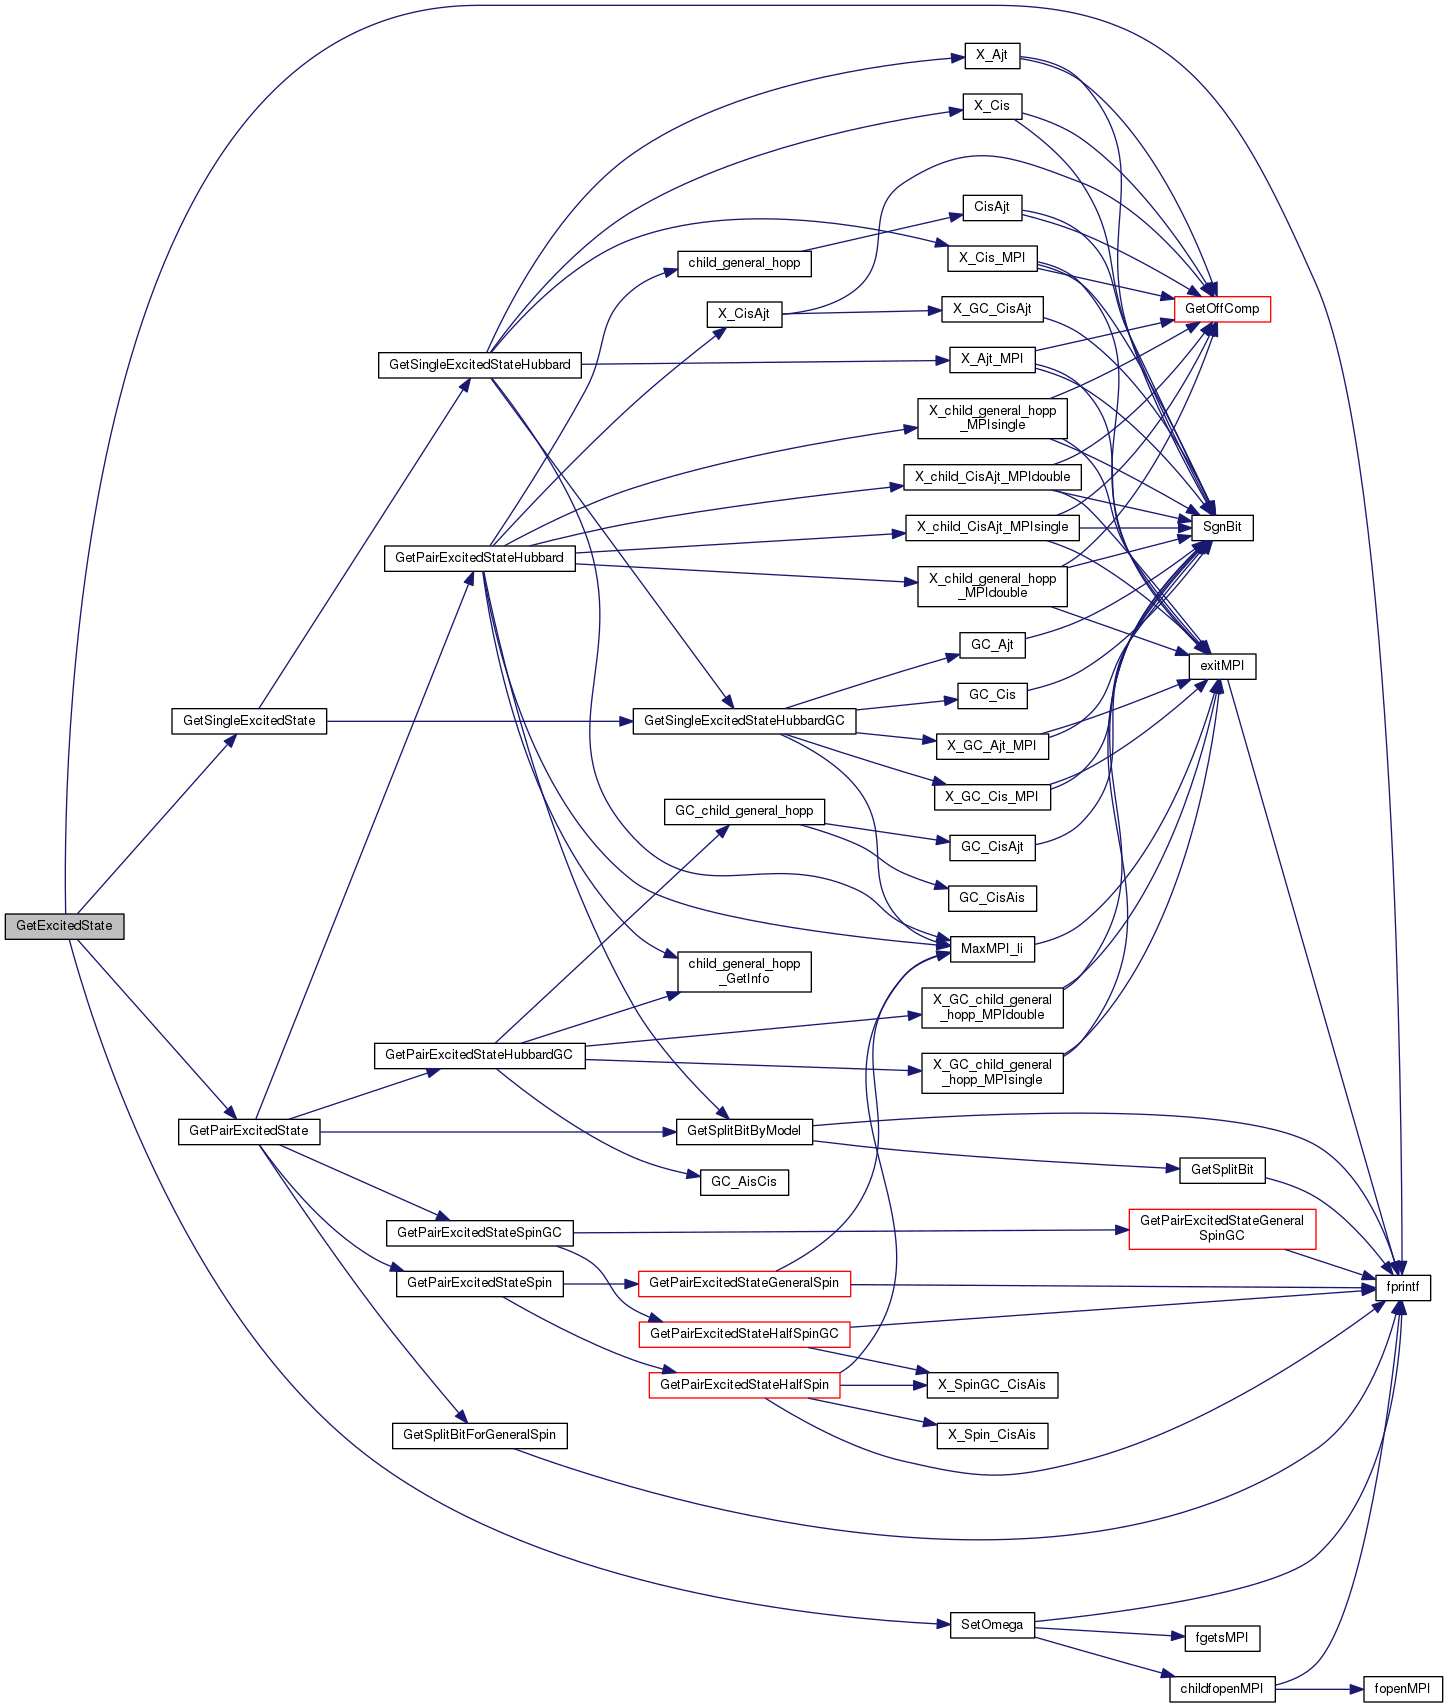 X_Ajt
X_Cis
CisAjt
child_general_hopp
X_Cis_MPI
X_CisAjt
X_GC_CisAjt
GetOffComp
GetSingleExcitedStateHubbard
X_Ajt_MPI
X_child_general_hopp
_MPIsingle
X_child_CisAjt_MPIdouble
X_child_CisAjt_MPIsingle
SgnBit
GetPairExcitedStateHubbard
X_child_general_hopp
_MPIdouble
GC_Ajt
exitMPI
GC_Cis
GetSingleExcitedState
GetSingleExcitedStateHubbardGC
X_GC_Ajt_MPI
X_GC_Cis_MPI
GC_child_general_hopp
GC_CisAjt
GC_CisAis
GetExcitedState
MaxMPI_li
child_general_hopp
_GetInfo
X_GC_child_general
_hopp_MPIdouble
GetPairExcitedStateHubbardGC
X_GC_child_general
_hopp_MPIsingle
GetPairExcitedState
GetSplitBitByModel
GetSplitBit
GC_AisCis
GetPairExcitedStateSpinGC
GetPairExcitedStateGeneral
SpinGC
GetPairExcitedStateSpin
GetPairExcitedStateGeneralSpin
fprintf
GetPairExcitedStateHalfSpinGC
GetPairExcitedStateHalfSpin
X_SpinGC_CisAis
GetSplitBitForGeneralSpin
X_Spin_CisAis
SetOmega
fgetsMPI
childfopenMPI
fopenMPI